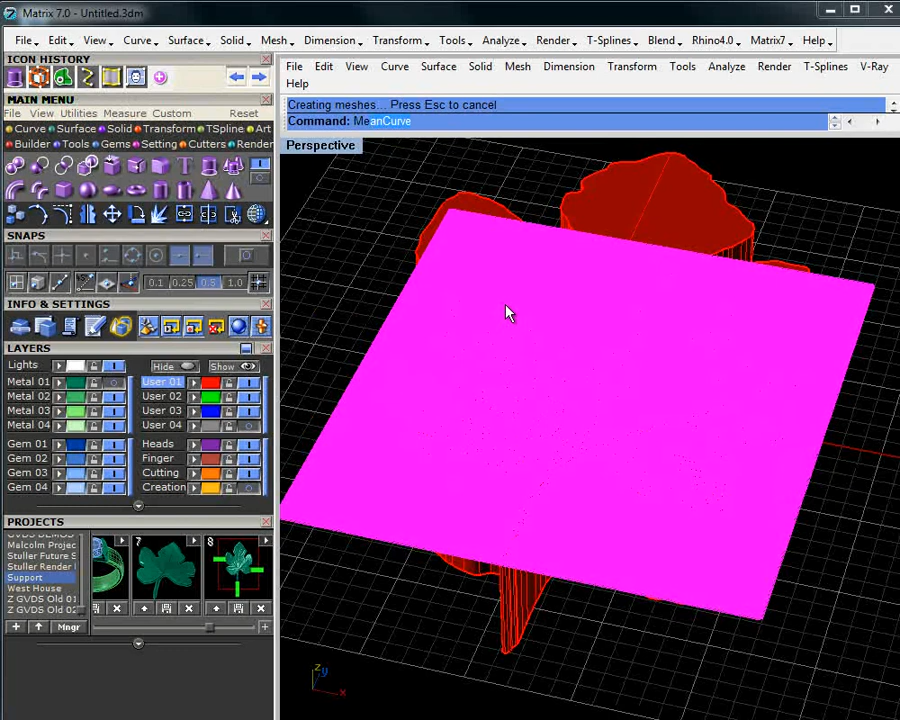 Matrix 7.0 - Untitled.3dm
File Edit View Curve Surface Solid Mesh Dimension Transform Tools Analyze Render T-Splines Blend Rhino4.0 Matrix7 Help
ICON HISTORY
MAIN MENU
File View Utilities Measure Custom Reset
Curve Surface Solid Transform TSpline Art
Builder Tools Gems Setting Cutters Render
SNAPS
0.1 0.25 0.5 1.0
INFO & SETTINGS
LAYERS
Lights Hide Show
Metal 01 User 01
Metal 02 User 02
Metal 03 User 03
Metal 04 User 04
Gem 01 Heads
Gem 02 Finger
Gem 03 Cutting
Gem 04 Creation
PROJECTS
GVDS DEMO
Malcolm Projec
Stuller Future S
Stuller Render
Support
West House
Z GVDS Old 01
Z GVDS Old 02
Mngr
7 8
File Edit View Curve Surface Solid Mesh Dimension Transform Tools Analyze Render T-Splines V-Ray
Help
Creating meshes... Press Esc to cancel
Command: MeanCurve
Perspective
z
y
x